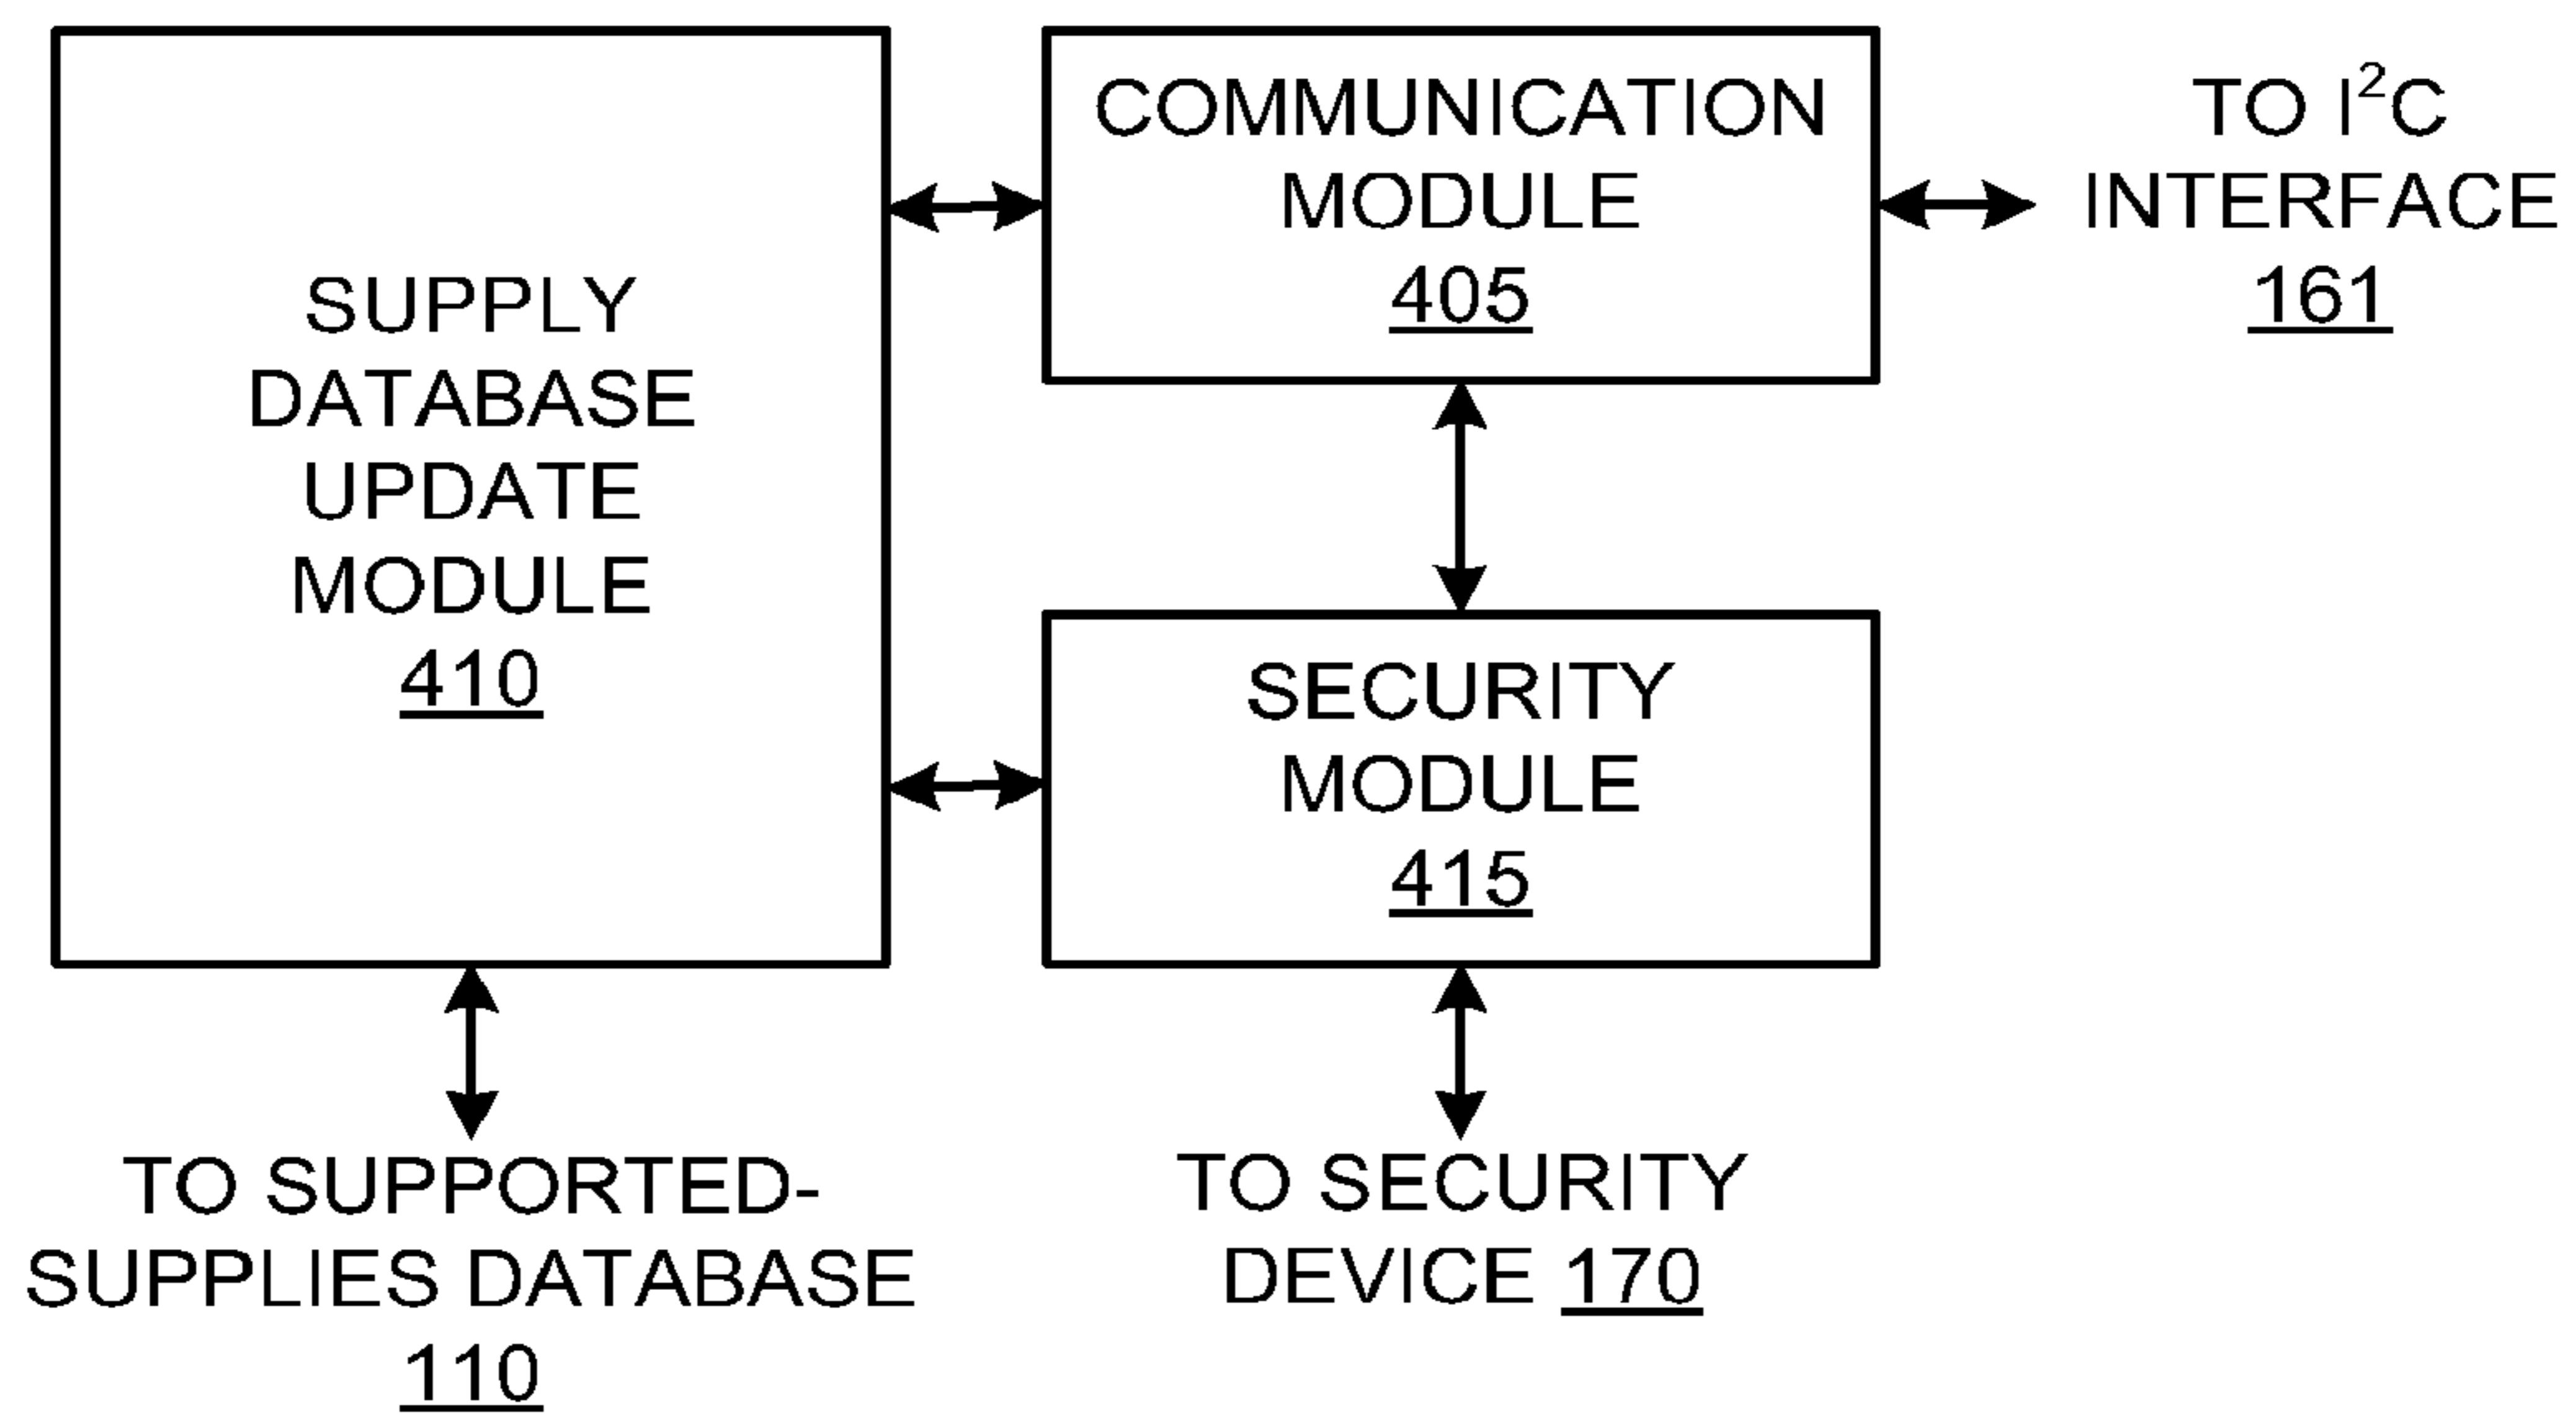 SUPPLY
DATABASE
UPDATE
MODULE
410
COMMUNICATION
MODULE
405
TO I²C
INTERFACE
161
SECURITY
MODULE
415
TO SUPPORTED-
SUPPLIES DATABASE
110
TO SECURITY
DEVICE 170